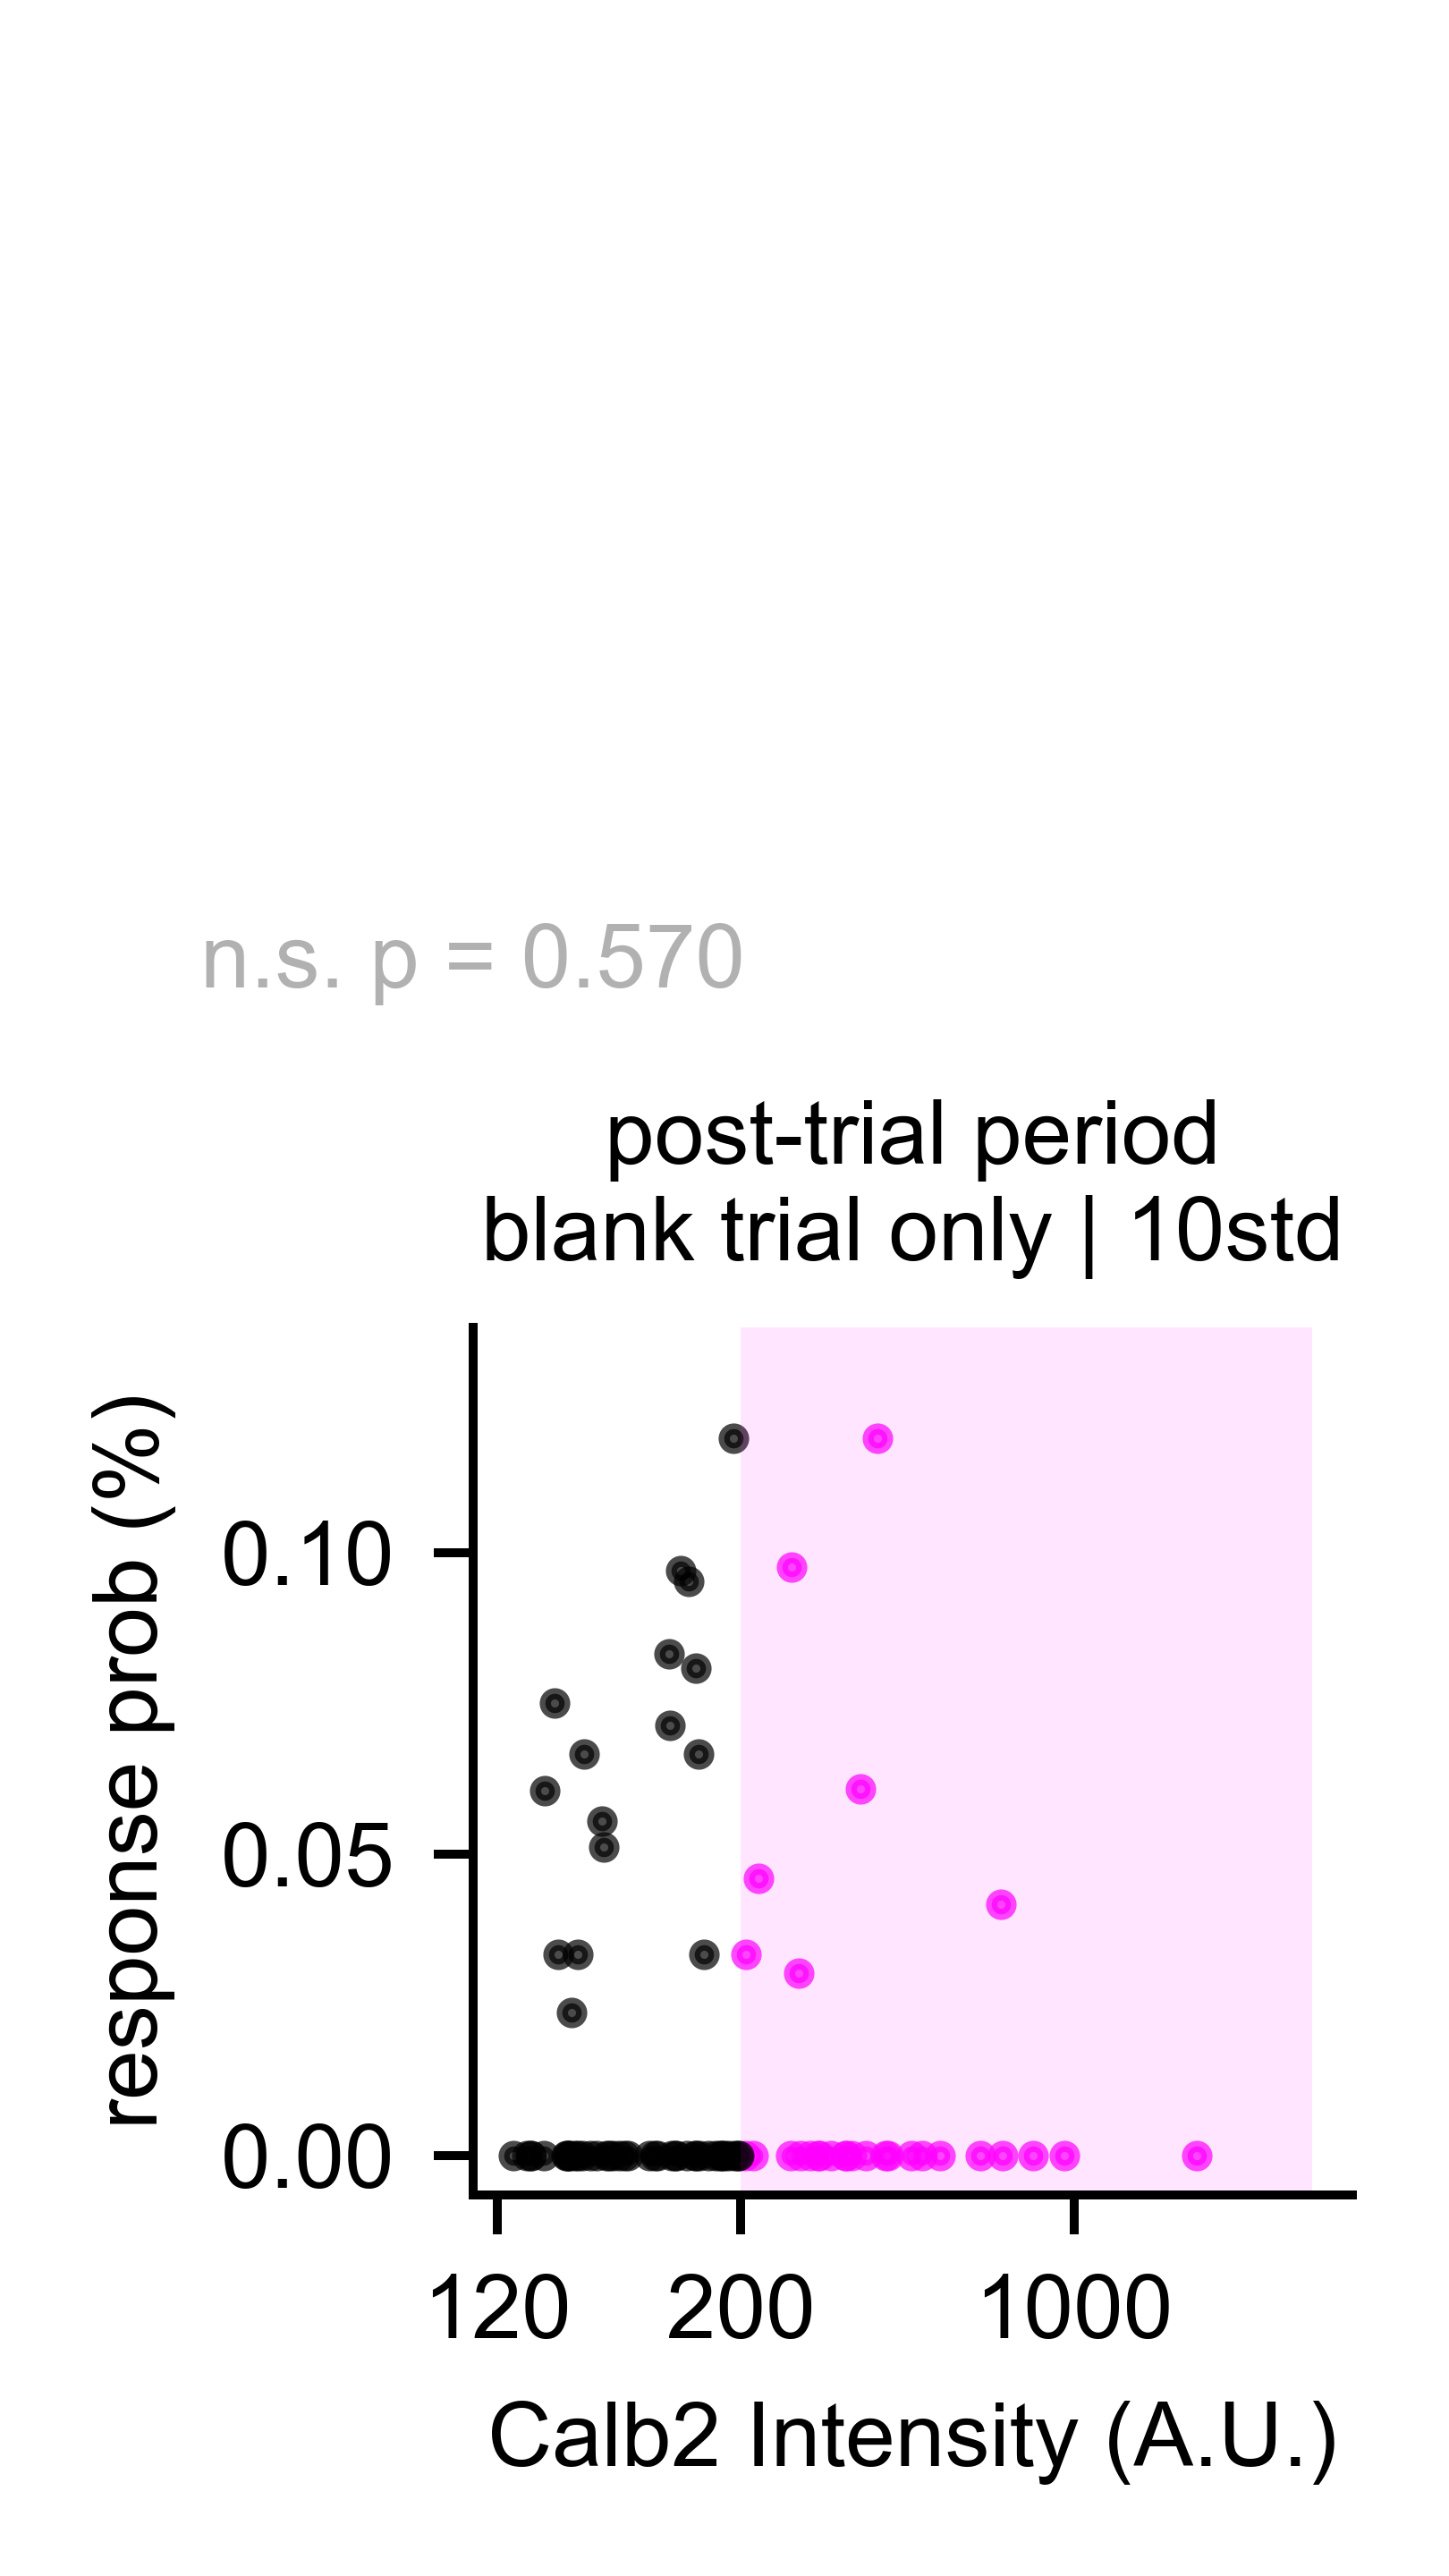 n.s. p = 0.570
post-trial period
blank trial only | 10std
response prob (%)
0.10
0.05
0.00
120 200 1000
Calb2 Intensity (A.U.)